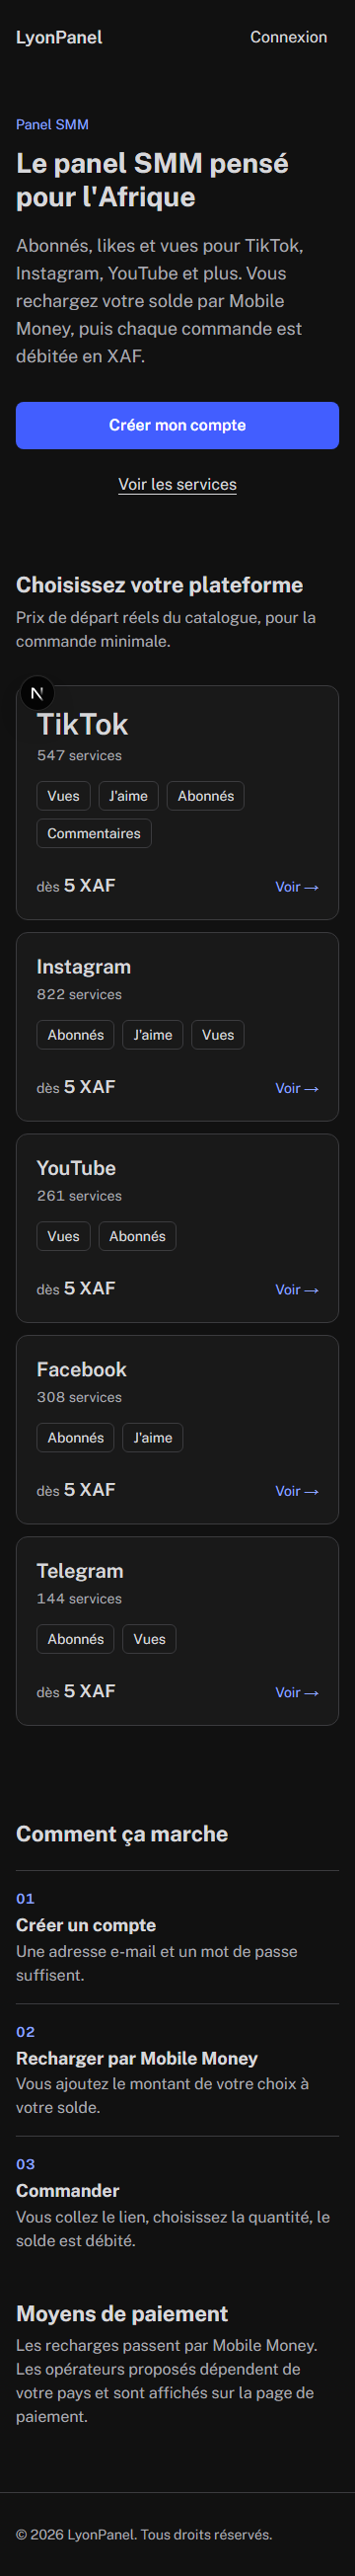 LyonPanel
Connexion
Panel SMM
Le panel SMM pensé
pour l'Afrique
Abonnés, likes et vues pour TikTok,
Instagram, YouTube et plus. Vous
rechargez votre solde par Mobile
Money, puis chaque commande est
débitée en XAF.
Créer mon compte
Voir les services
Choisissez votre plateforme
Prix de départ réels du catalogue, pour la
commande minimale.
N
TikTok
547 services
Vues J'aime Abonnés
Commentaires
dès 5 XAF Voir →
Instagram
822 services
Abonnés J'aime Vues
dès 5 XAF Voir →
YouTube
261 services
Vues Abonnés
dès 5 XAF Voir →
Facebook
308 services
Abonnés J'aime
dès 5 XAF Voir →
Telegram
144 services
Abonnés Vues
dès 5 XAF Voir →
Comment ça marche
01
Créer un compte
Une adresse e-mail et un mot de passe
suffisent.
02
Recharger par Mobile Money
Vous ajoutez le montant de votre choix à
votre solde.
03
Commander
Vous collez le lien, choisissez la quantité, le
solde est débité.
Moyens de paiement
Les recharges passent par Mobile Money.
Les opérateurs proposés dépendent de
votre pays et sont affichés sur la page de
paiement.
© 2026 LyonPanel. Tous droits réservés.